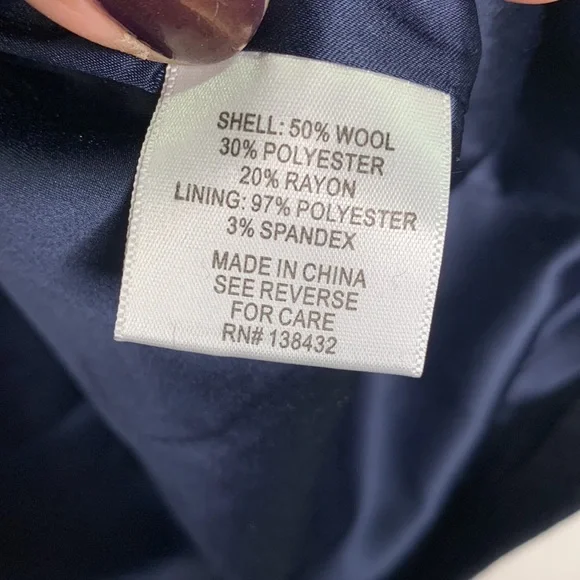 SHELL: 50% WOOL
30% POLYESTER
20% RAYON
LINING: 97% POLYESTER
3% SPANDEX
MADE IN CHINA
SEE REVERSE
FOR CARE
RN# 138432